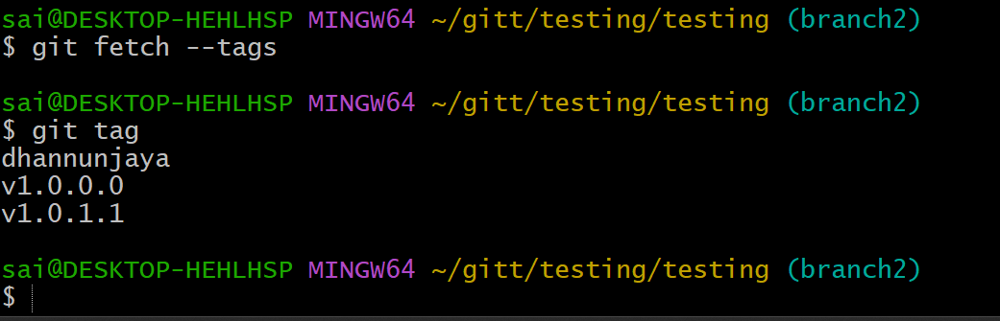 sai@DESKTOP-HEHLHSP MINGW64 ~/gitt/testing/testing (branch2)
$ git fetch --tags
sai@DESKTOP-HEHLHSP MINGW64 ~/gitt/testing/testing (branch2)
$ git tag
dhannunjaya
v1.0.0.0
v1.0.1.1
sai@DESKTOP-HEHLHSP MINGW64 ~/gitt/testing/testing (branch2)
$